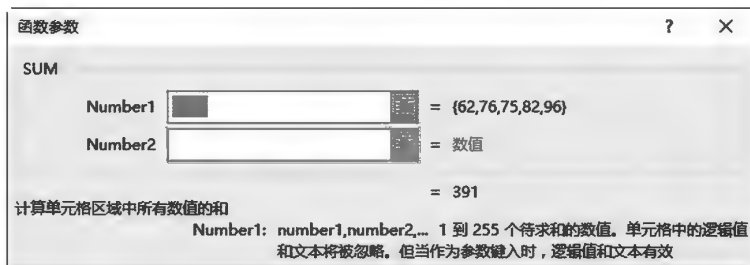 函数参数 ? ×
SUM
Number1 = {62,76,75,82,96}
Number2 = 数值
= 391
计算单元格区域中所有数值的和
Number1: number1,number2,... 1 到 255 个待求和的数值。单元格中的逻辑值
和文本将被忽略。但当作为参数键入时，逻辑值和文本有效